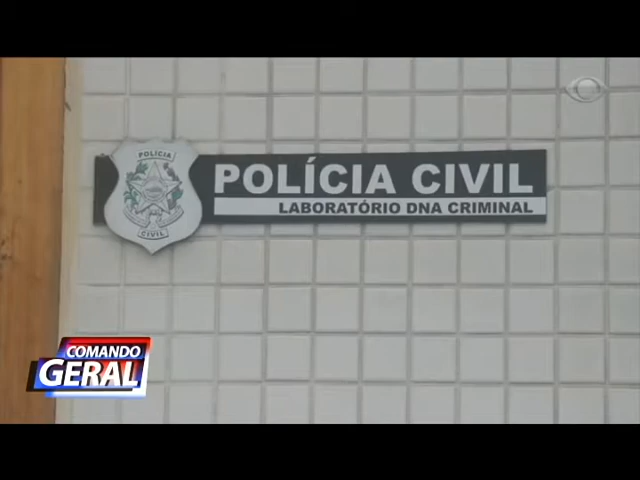 POLÍCIA
CIVIL
POLÍCIA CIVIL
LABORATÓRIO DNA CRIMINAL
COMANDO
GERAL